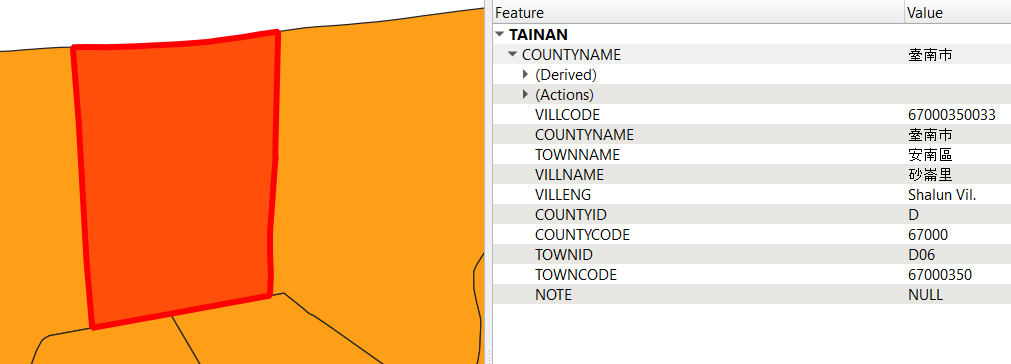 Feature Value
TAINAN
COUNTYNAME 臺南市
(Derived)
(Actions)
VILLCODE 67000350033
COUNTYNAME 臺南市
TOWNNAME 安南區
VILLNAME 砂崙里
VILLENG Shalun Vil.
COUNTYID D
COUNTYCODE 67000
TOWNID D06
TOWNCODE 67000350
NOTE NULL